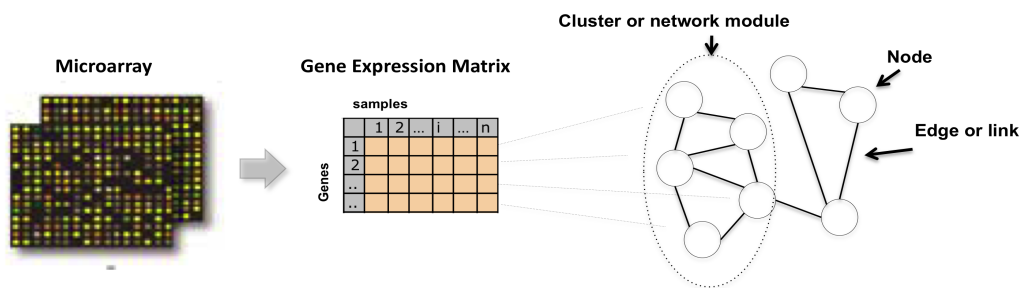 Cluster or network module
Microarray
Gene Expression Matrix
Node
samples
Edge or link
1 2 ... i ... n
1
2
..
..
Genes